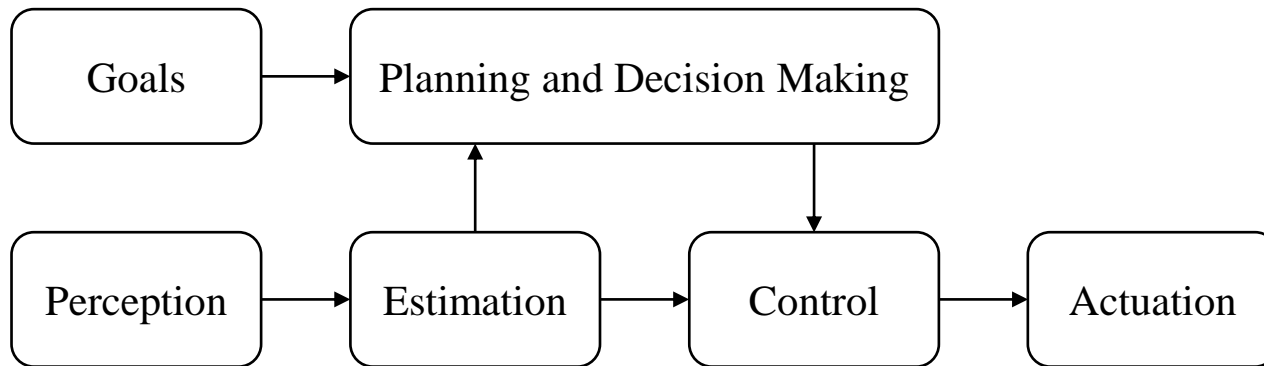 Goals
Planning and Decision Making
Perception
Estimation
Control
Actuation